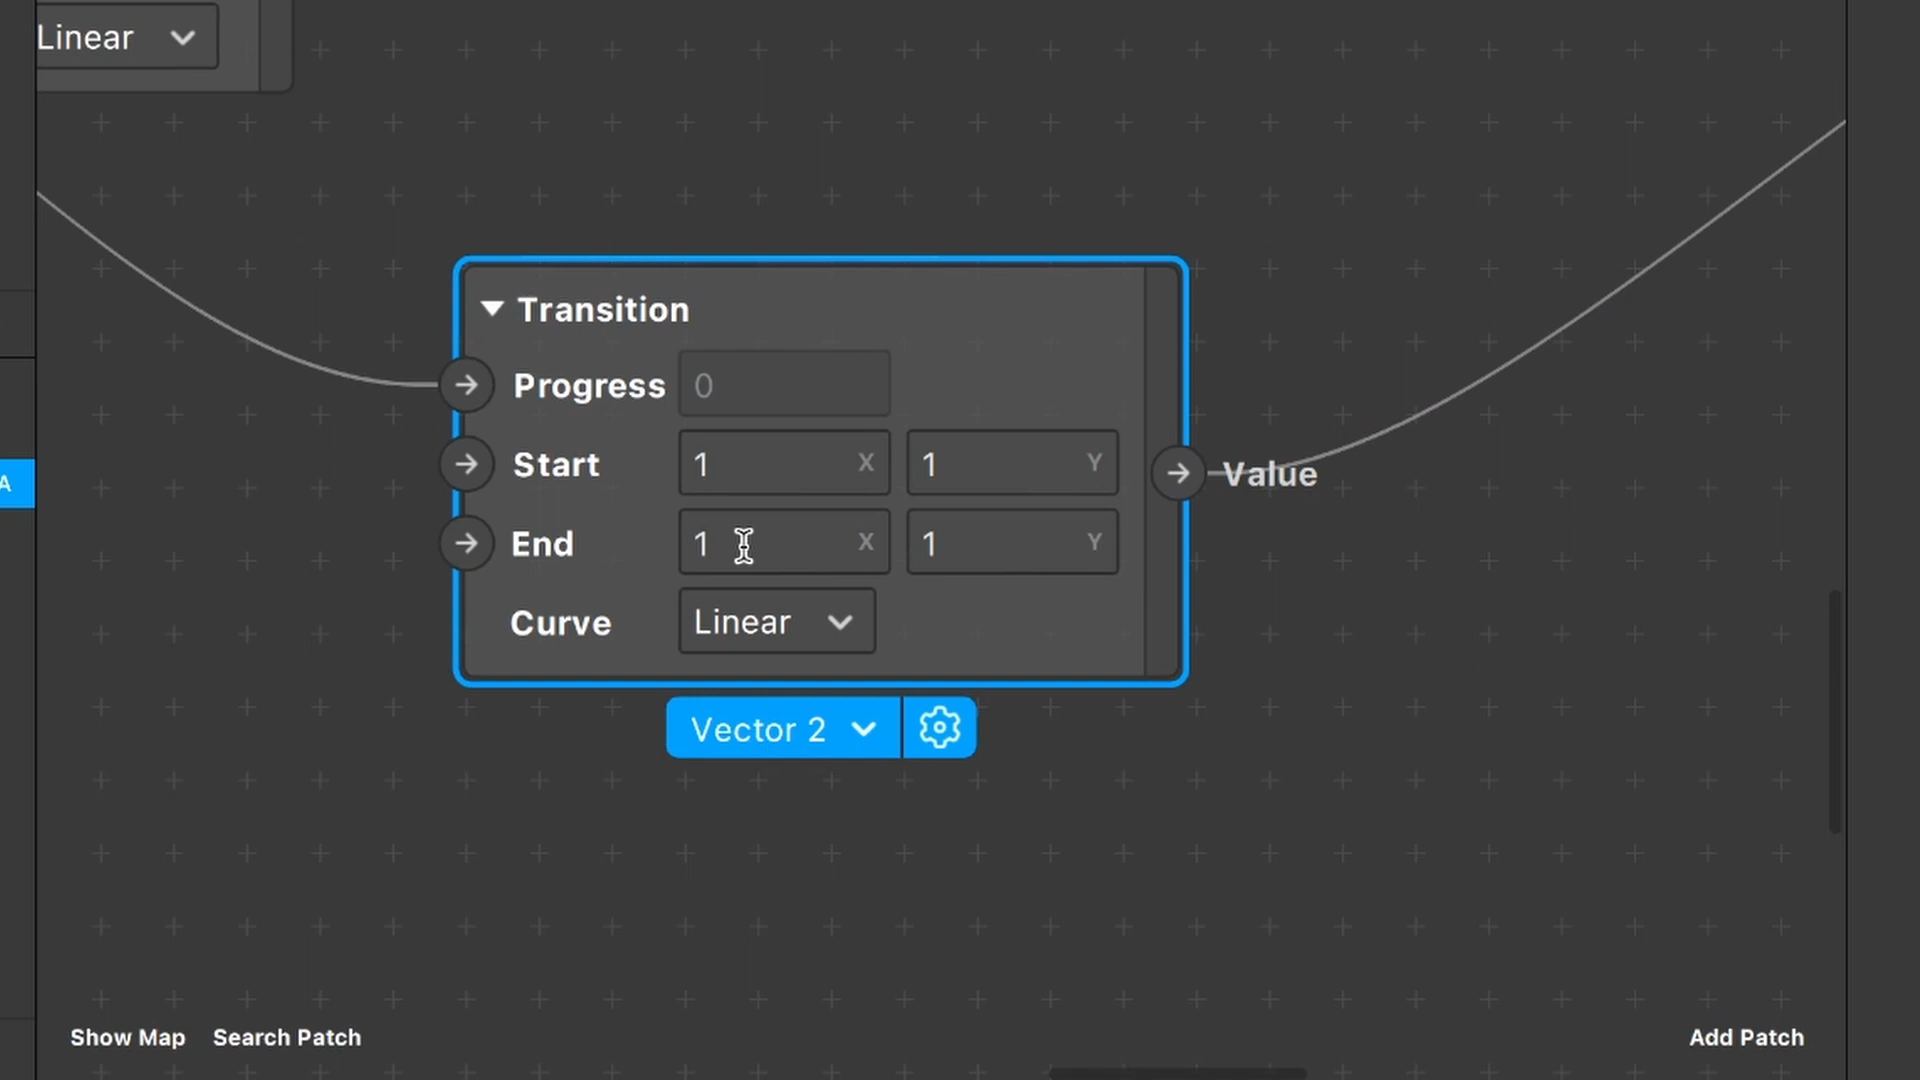 Linear
Transition
Progress 0
Start 1 X 1 Y
Value
A
End 1 X 1 Y
Curve Linear
Vector 2
Show Map Search Patch Add Patch